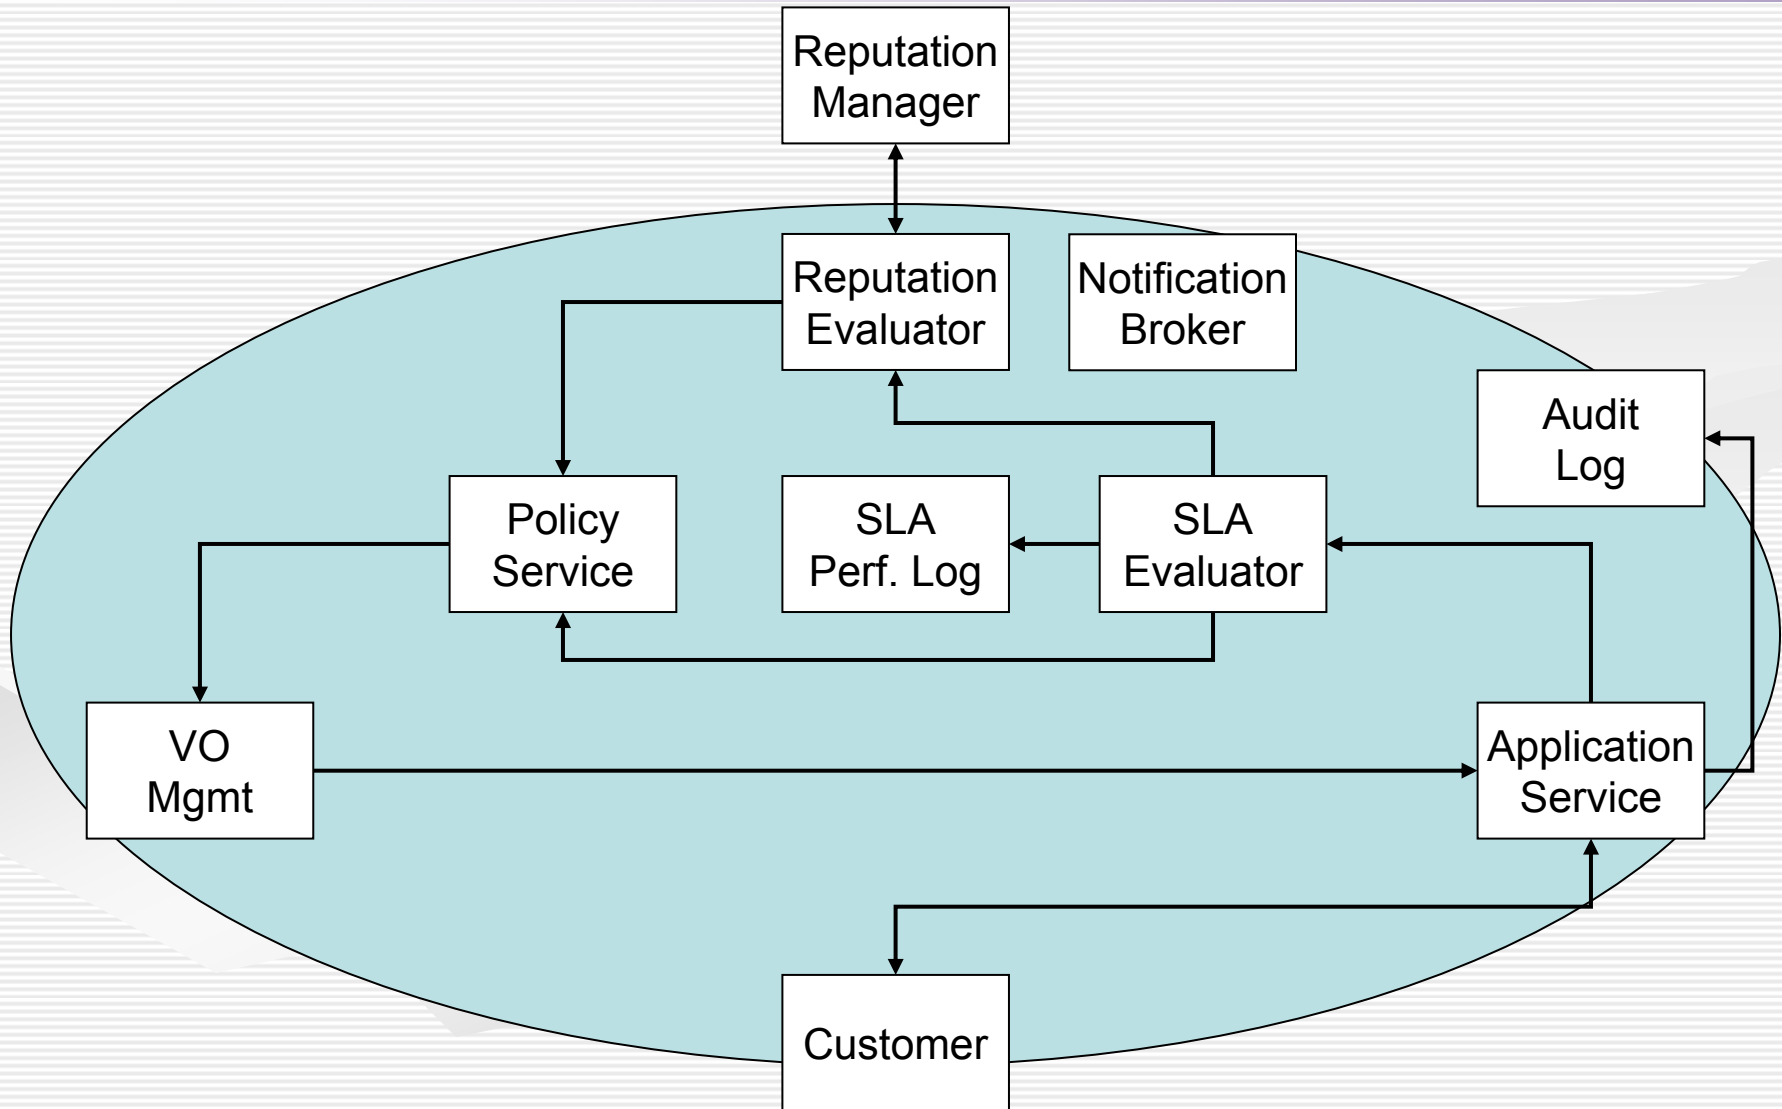 Reputation
Manager
Reputation
Evaluator
Notification
Broker
Audit
Log
Policy
Service
SLA
Perf. Log
SLA
Evaluator
VO
Mgmt
Application
Service
Customer